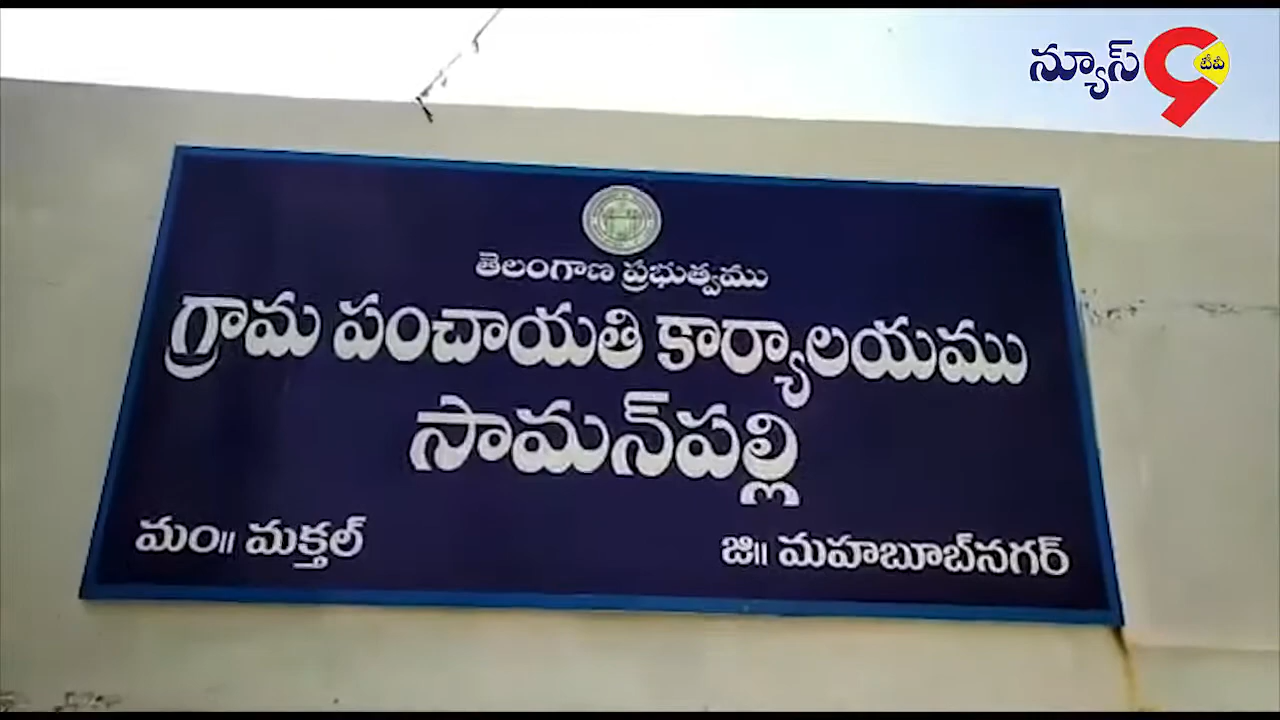 న్యూస్ 9 టీవీ
తెలంగాణ ప్రభుత్వము
గ్రామ పంచాయతి కార్యాలయము
సామన్‌పల్లి
మం॥ మక్తల్
జి॥ మహబూబ్‌నగర్